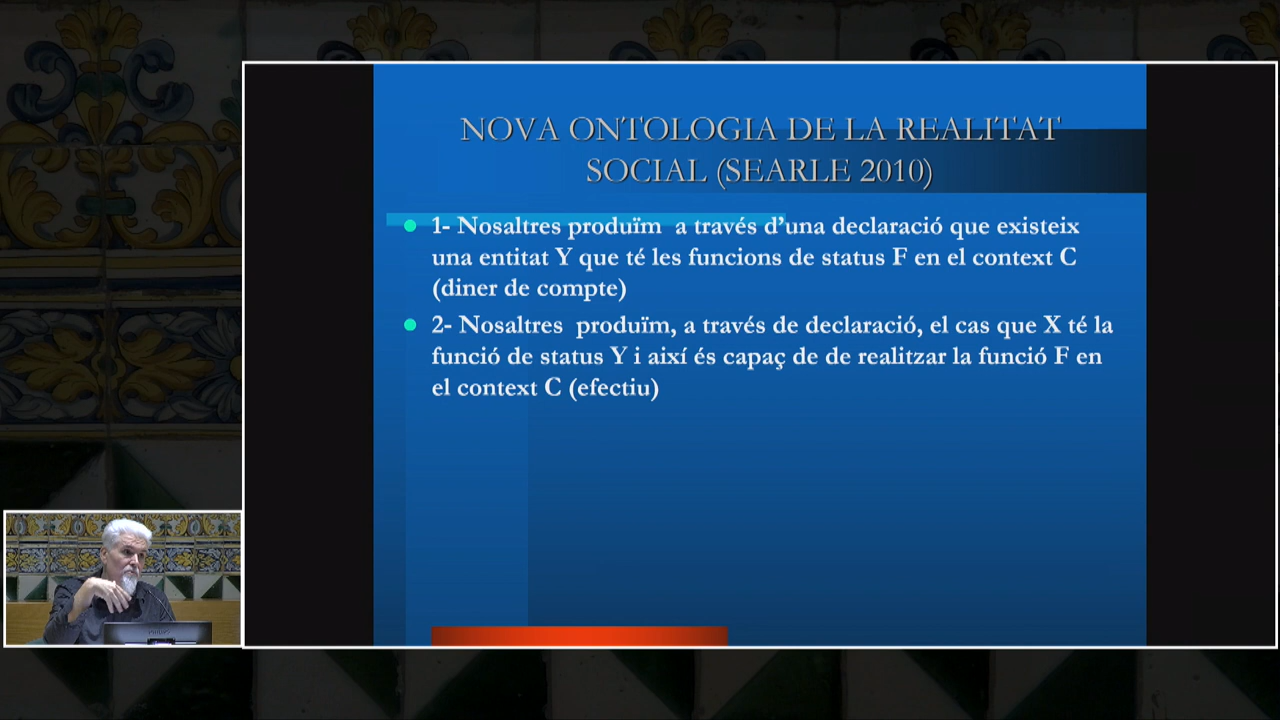 NOVA ONTOLOGIA DE LA REALITAT
SOCIAL (SEARLE 2010)
1- Nosaltres produïm a través d’una declaració que existeix
una entitat Y que té les funcions de status F en el context C
(diner de compte)
2- Nosaltres produïm, a través de declaració, el cas que X té la
funció de status Y i així és capaç de de realitzar la funció F en
el context C (efectiu)
PHILIPS